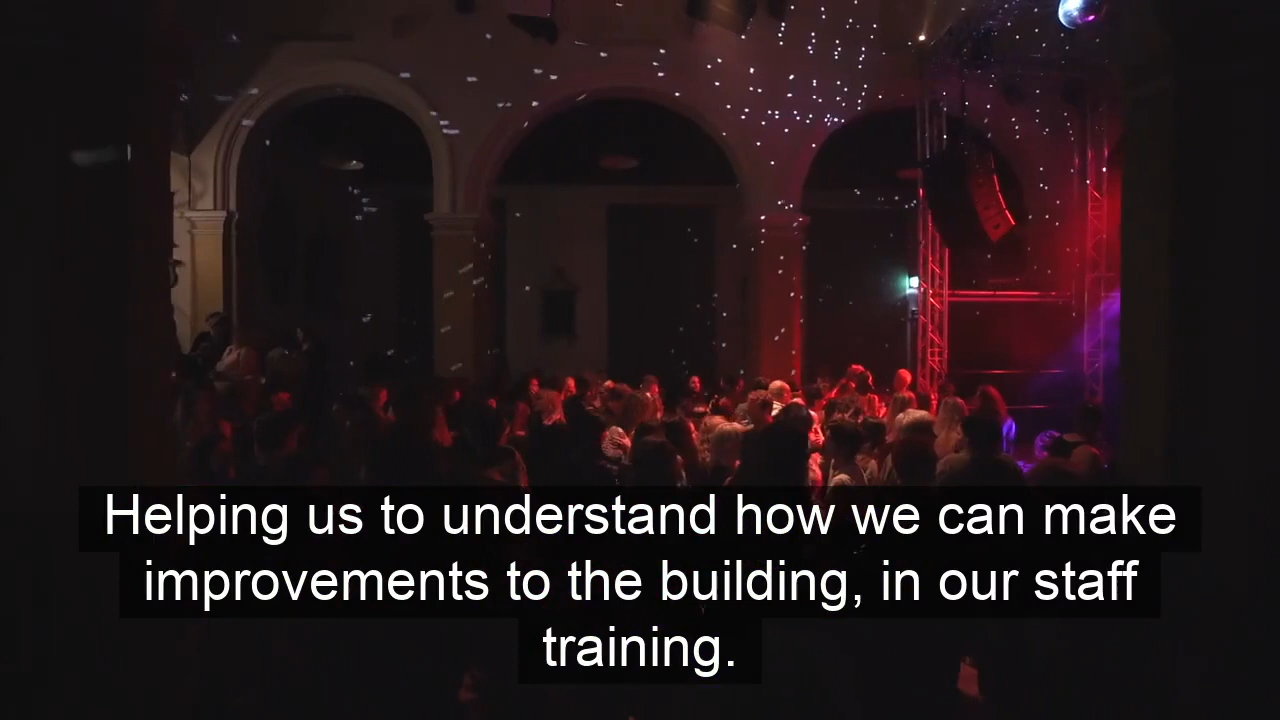 Helping us to understand how we can make
improvements to the building, in our staff
training.